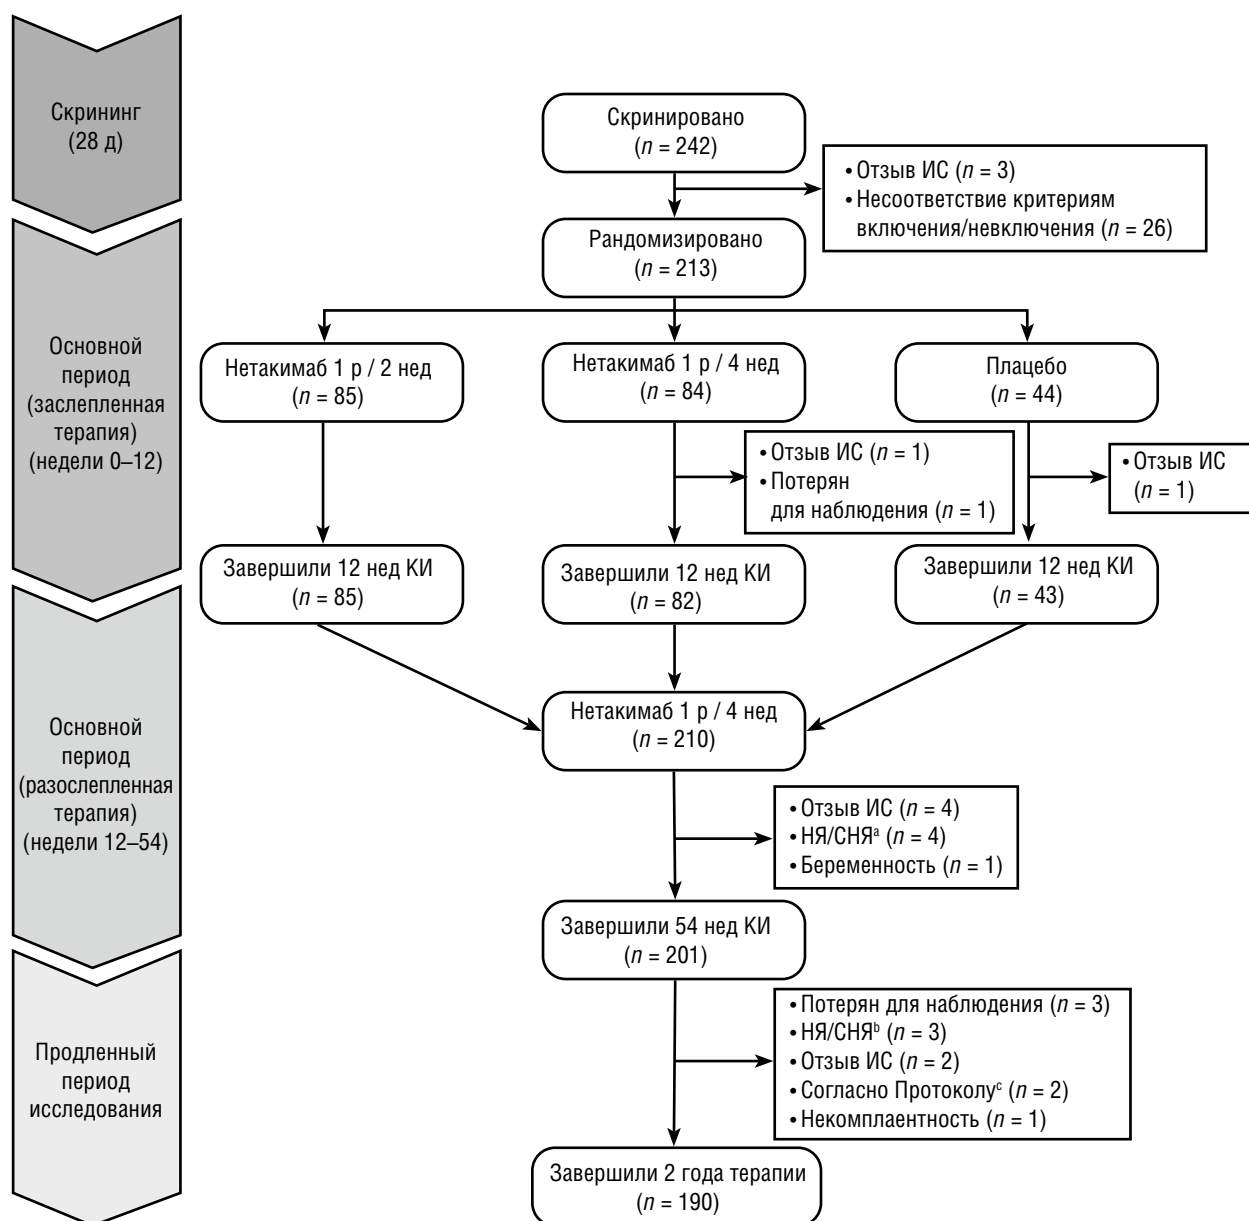 Скрининг
(28 д)
Скринировано
(n = 242)
• Отзыв ИС (n = 3)
• Несоответствие критериям
включения/невключения (n = 26)
Рандомизировано
(n = 213)
Основной
период
(заслепленная
терапия)
(недели 0–12)
Нетакимаб 1 р / 2 нед
(n = 85)
Нетакимаб 1 р / 4 нед
(n = 84)
Плацебо
(n = 44)
• Отзыв ИС (n = 1)
• Потерян
для наблюдения (n = 1)
• Отзыв ИС
(n = 1)
Завершили 12 нед КИ
(n = 85)
Завершили 12 нед КИ
(n = 82)
Завершили 12 нед КИ
(n = 43)
Основной
период
(разослепленная
терапия)
(недели 12–54)
Нетакимаб 1 р / 4 нед
(n = 210)
• Отзыв ИС (n = 4)
• НЯ/СНЯᵃ (n = 4)
• Беременность (n = 1)
Завершили 54 нед КИ
(n = 201)
Продленный
период
исследования
• Потерян для наблюдения (n = 3)
• НЯ/СНЯᵇ (n = 3)
• Отзыв ИС (n = 2)
• Согласно Протоколуᶜ (n = 2)
• Некомплаентность (n = 1)
Завершили 2 года терапии
(n = 190)